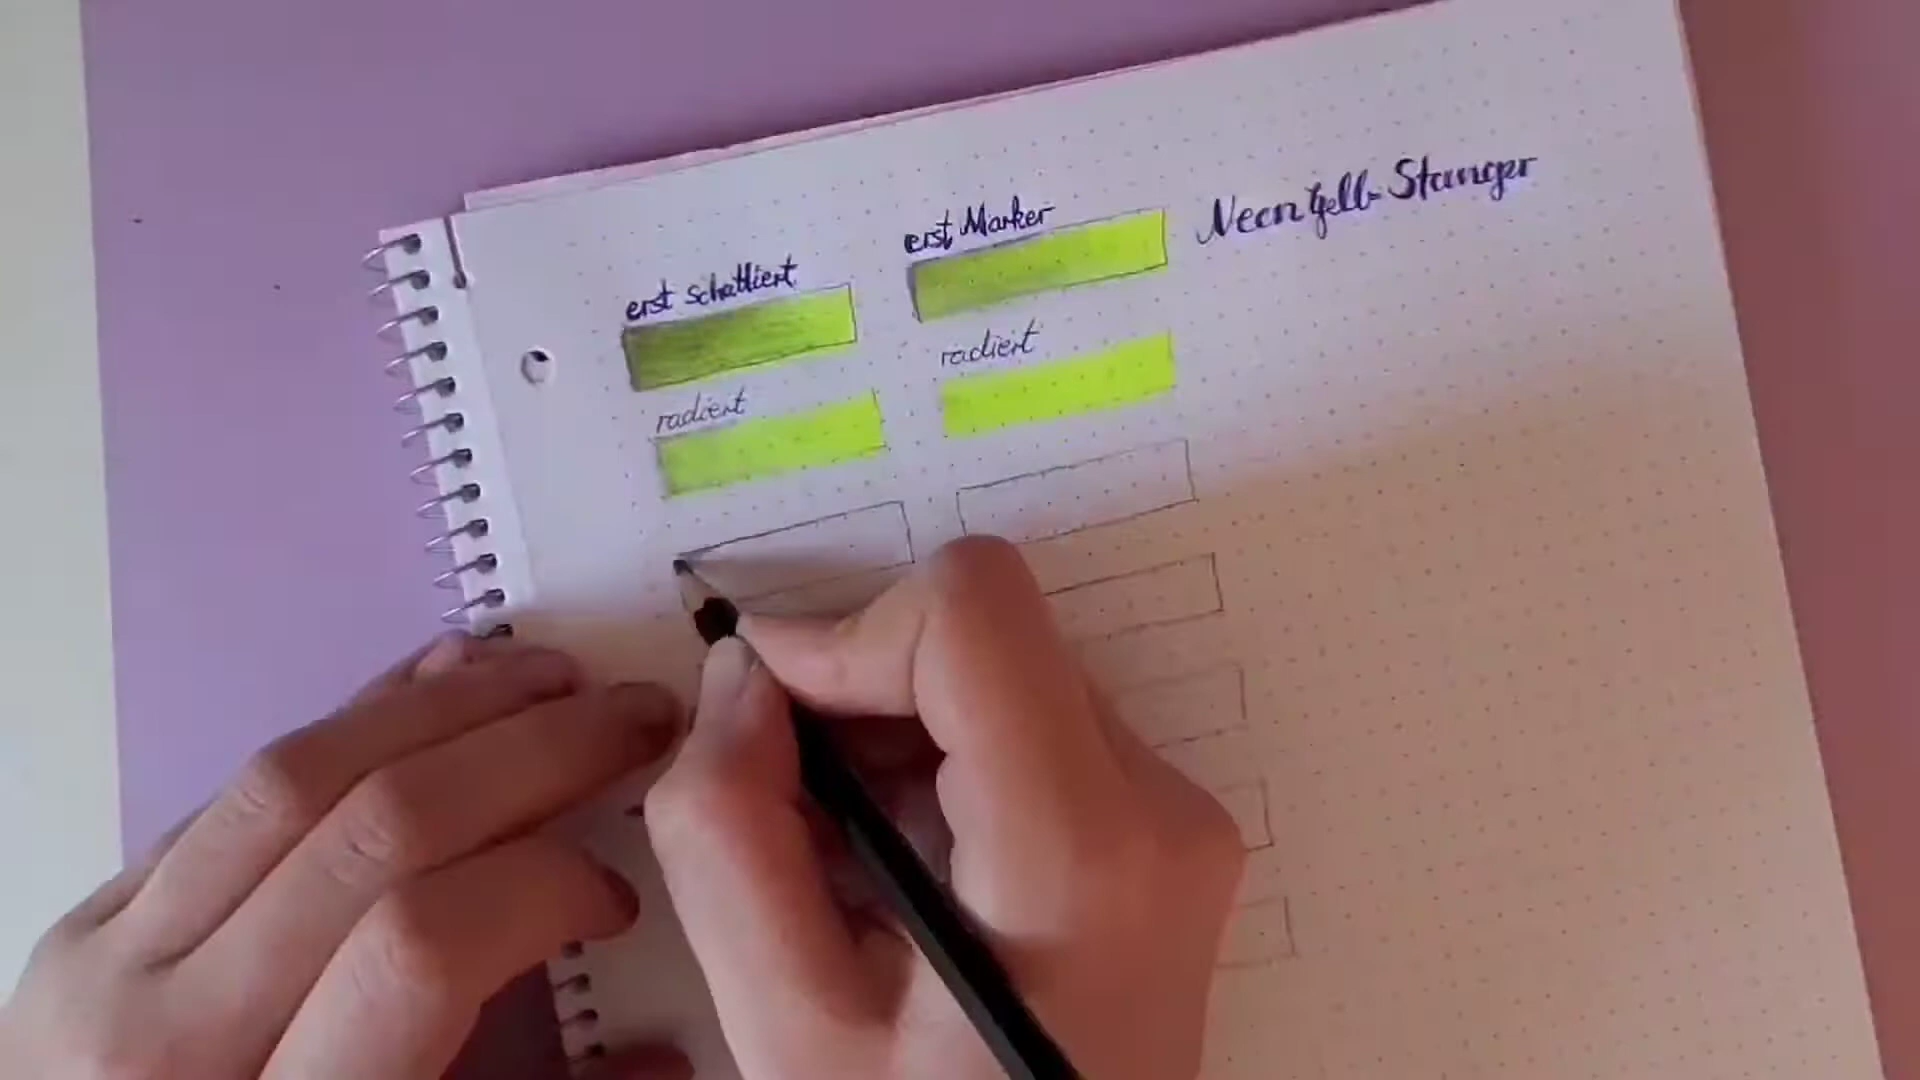 erst schattiert
erst Marker
Neon Gelb - Stanger
radiert
radiert